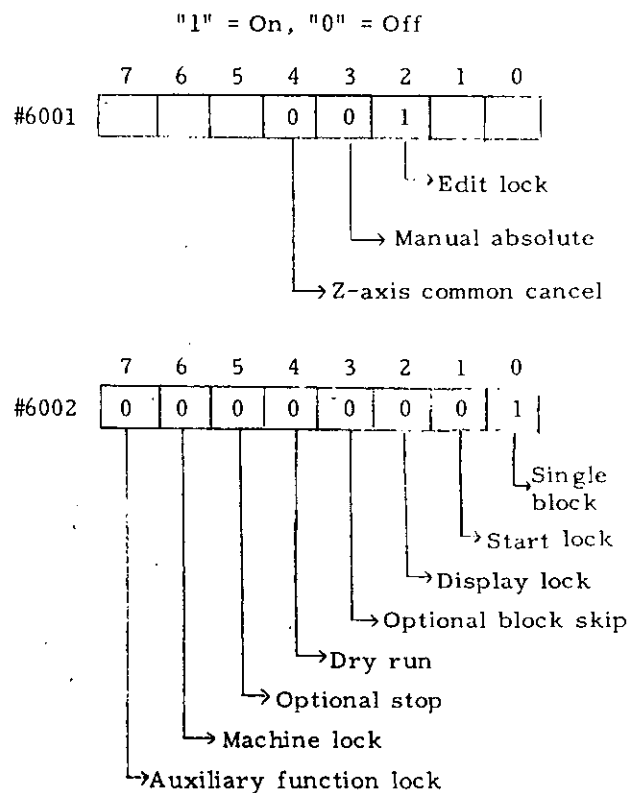 "1" = On, "0" = Off
7 6 5 4 3 2 1 0
#6001 0 0 1
Edit lock
Manual absolute
Z-axis common cancel
7 6 5 4 3 2 1 0
#6002 0 0 0 0 0 0 0 1
Single
block
Start lock
Display lock
Optional block skip
Dry run
Optional stop
Machine lock
Auxiliary function lock